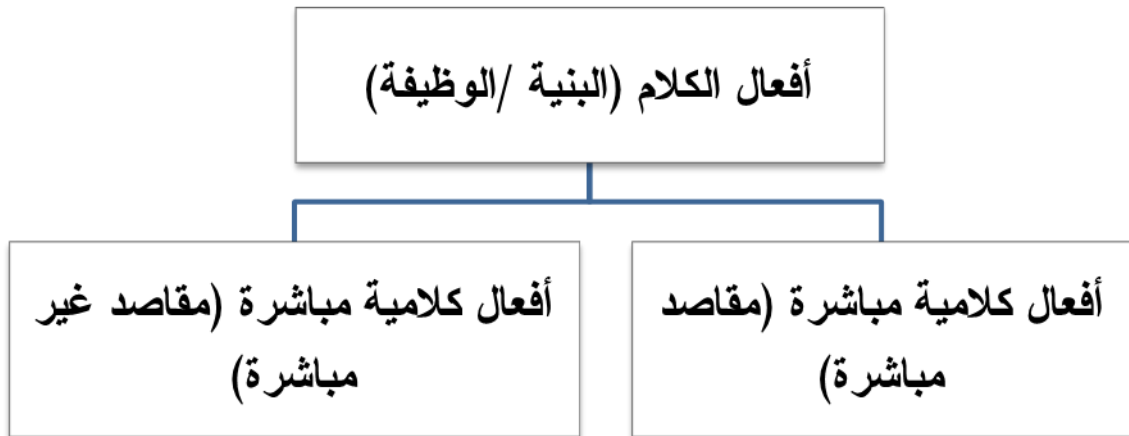 أفعال الكلام (البنية /الوظيفة)
أفعال كلامية مباشرة (مقاصد
مباشرة)
أفعال كلامية مباشرة (مقاصد غير
مباشرة)